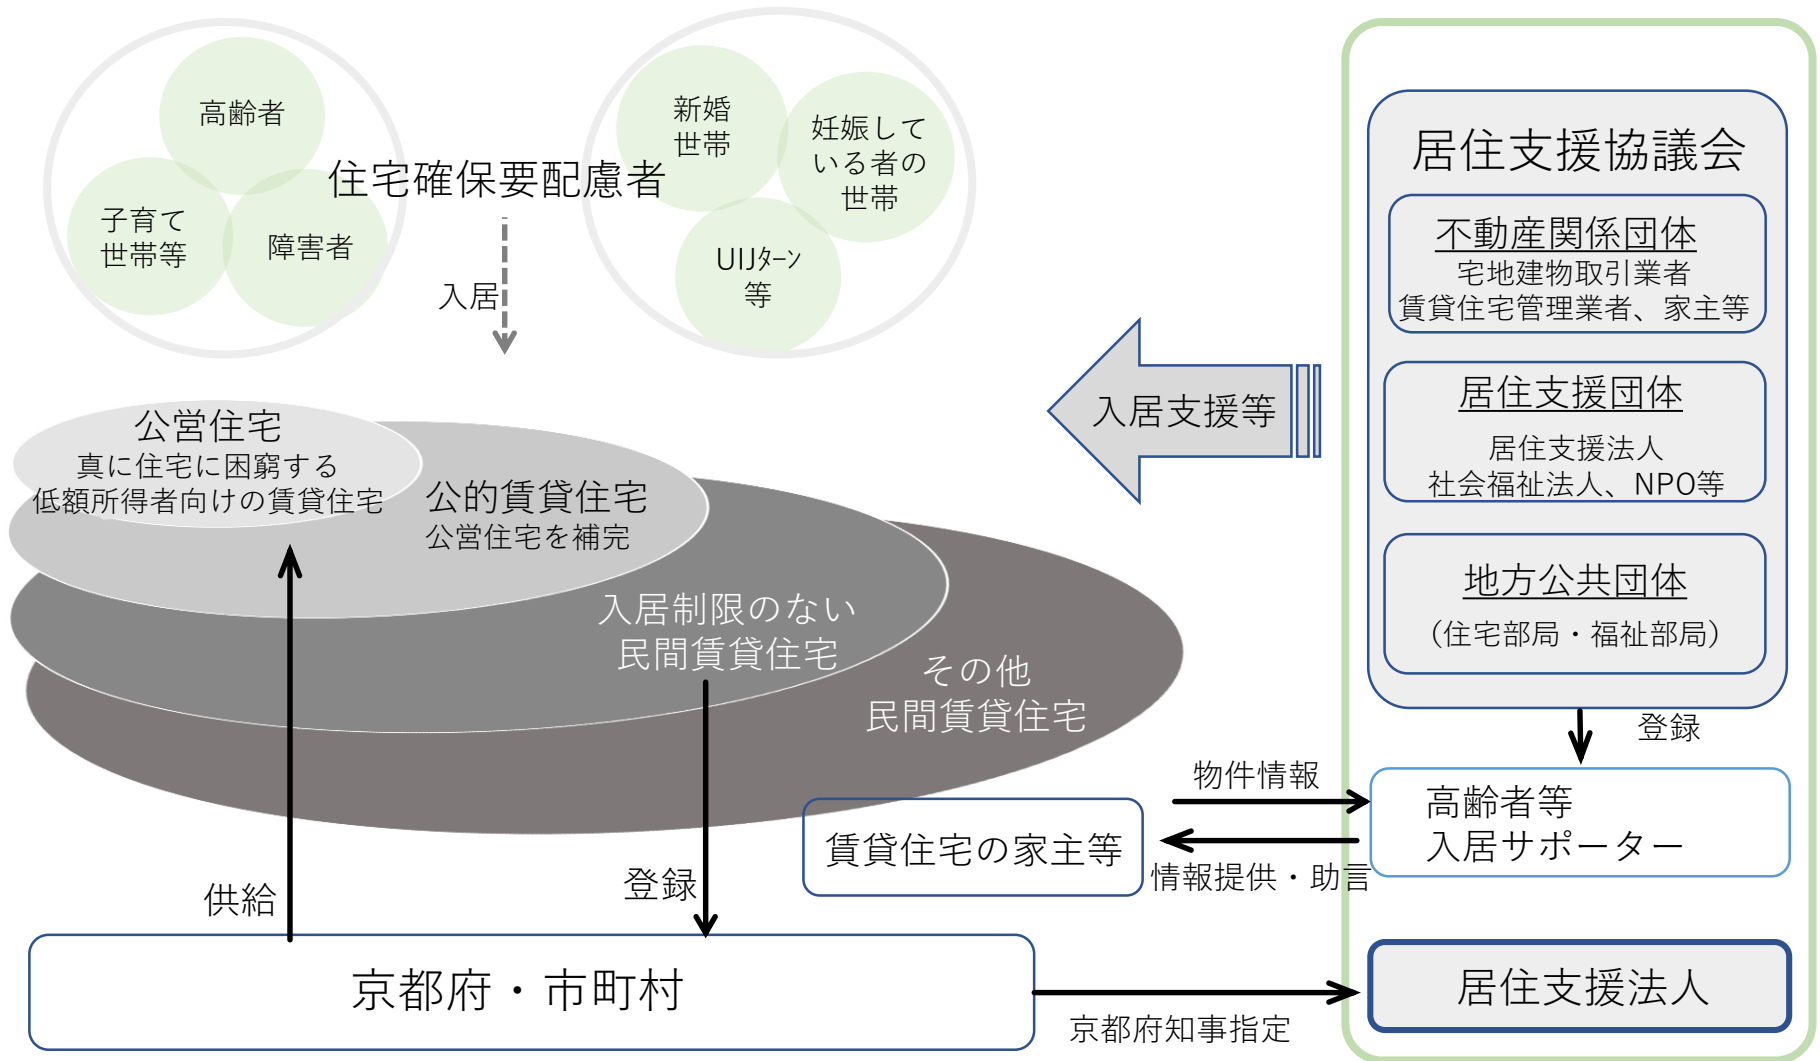 高齢者
子育て
世帯等
障害者
住宅確保要配慮者
新婚
世帯
妊娠して
いる者の
世帯
UIJﾀｰﾝ
等
入居
公営住宅
真に住宅に困窮する
低額所得者向けの賃貸住宅
公的賃貸住宅
公営住宅を補完
入居制限のない
民間賃貸住宅
その他
民間賃貸住宅
入居支援等
居住支援協議会
不動産関係団体
宅地建物取引業者
賃貸住宅管理業者、家主等
居住支援団体
居住支援法人
社会福祉法人、NPO等
地方公共団体
（住宅部局・福祉部局）
登録
物件情報
高齢者等
入居サポーター
賃貸住宅の家主等
情報提供・助言
供給
登録
京都府・市町村
京都府知事指定
居住支援法人